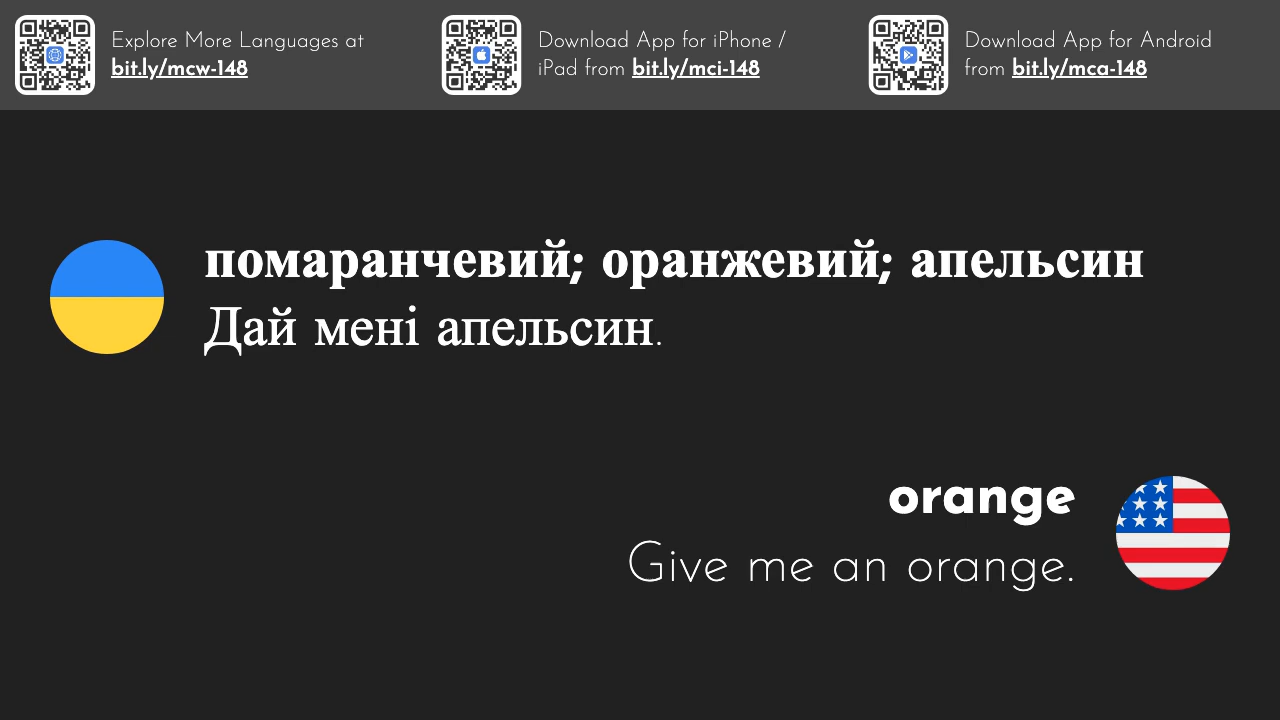 Explore More Languages at
bit.ly/mcw-148
Download App for iPhone /
iPad from bit.ly/mci-148
Download App for Android
from bit.ly/mca-148
помаранчевий; оранжевий; апельсин
Дай мені апельсин.
orange
Give me an orange.